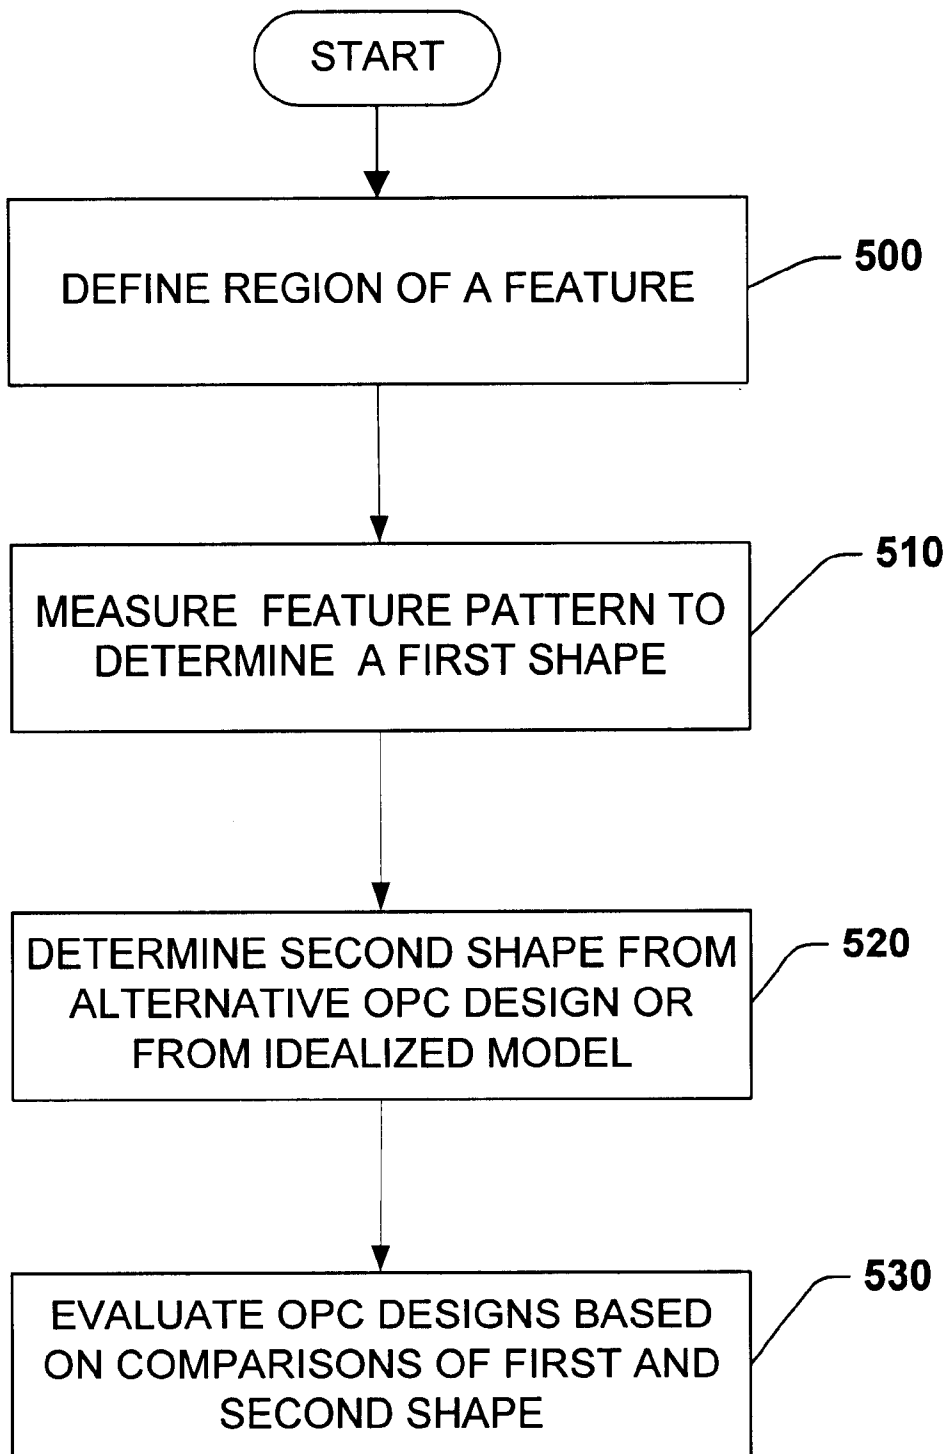 START
DEFINE REGION OF A FEATURE
500
MEASURE FEATURE PATTERN TO
DETERMINE A FIRST SHAPE
510
DETERMINE SECOND SHAPE FROM
ALTERNATIVE OPC DESIGN OR
FROM IDEALIZED MODEL
520
EVALUATE OPC DESIGNS BASED
ON COMPARISONS OF FIRST AND
SECOND SHAPE
530